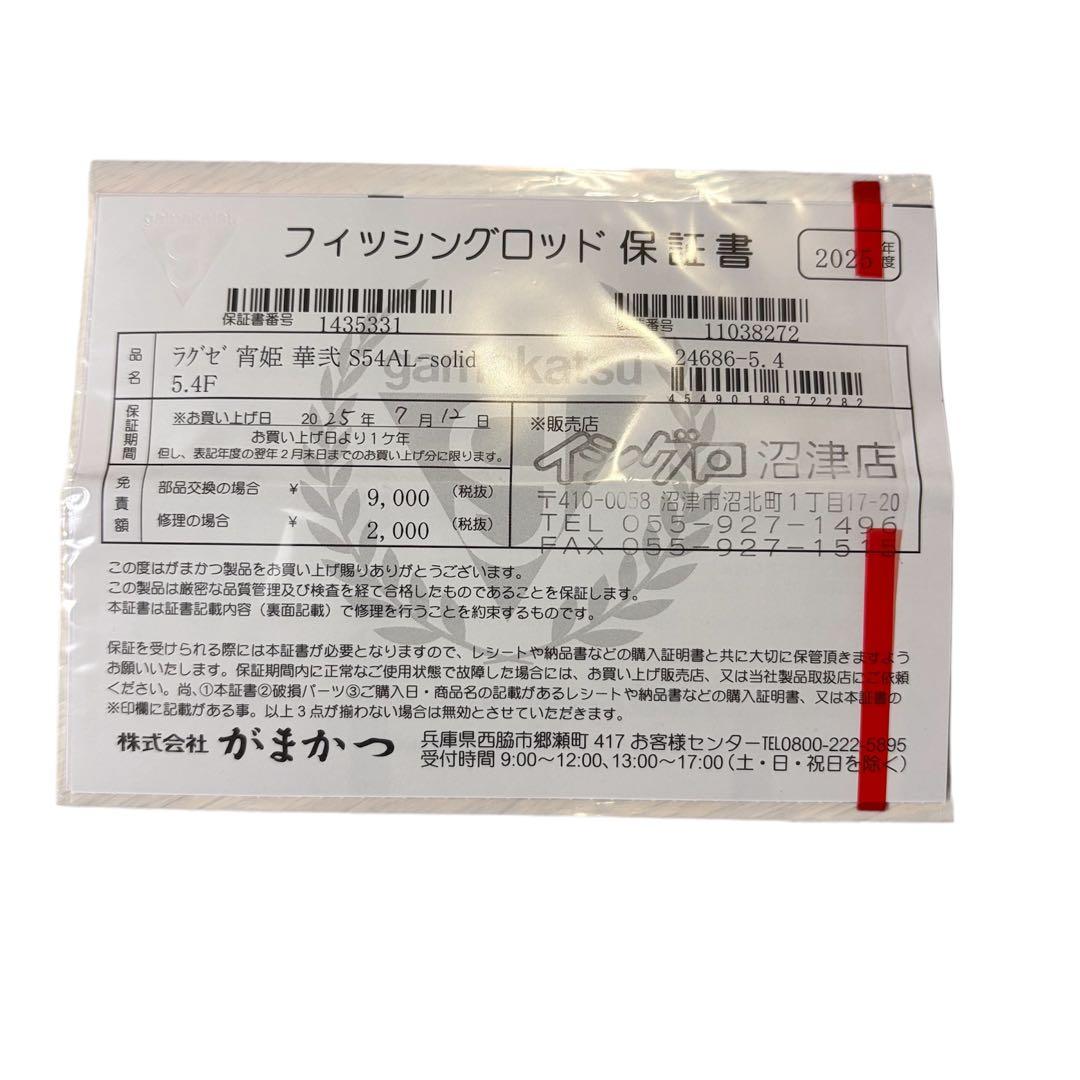 gamakatsu
フィッシングロッド 保証書
2025 年度
保証書番号 1435331
11038272
gamakatsu
品名 ﾗｸﾞｾﾞ 宵姫 華弐 S54AL-solid 24686-5.4
5.4F
4549018672282
保証期間 ※お買い上げ日 2025年 7月 12日
お買い上げ日より1ケ年
但し、表記年度の翌年2月末日までのお買い上げ分に限ります。
※販売店
イシグロ 沼津店
〒410-0058 沼津市沼北町1丁目17-20
TEL 055-927-1496
FAX 055-927-1515
免責額 部品交換の場合 ¥ 9,000 (税抜)
修理の場合 ¥ 2,000 (税抜)
この度はがまかつ製品をお買い上げ賜りありがとうございます。
この製品は厳密な品質管理及び検査を経て合格したものであることを保証します。
本証書は証書記載内容（裏面記載）で修理を行うことを約束するものです。
保証を受けられる際には本証書が必要となりますので、レシートや納品書などの購入証明書と共に大切に保管頂きますよう
お願いいたします。保証期間内に正常なご使用状態で故障した場合には、お買い上げ販売店、又は当社製品取扱店にご依頼
ください。尚、①本証書②破損パーツ③ご購入日・商品名の記載があるレシートや納品書などの購入証明書、又は本証書の
※印欄に記載がある事。以上3点が揃わない場合は無効とさせていただきます。
株式会社 がまかつ 兵庫県西脇市郷瀬町 417 お客様センターTEL0800-222-5895
受付時間 9:00～12:00、13:00～17:00（土・日・祝日を除く）